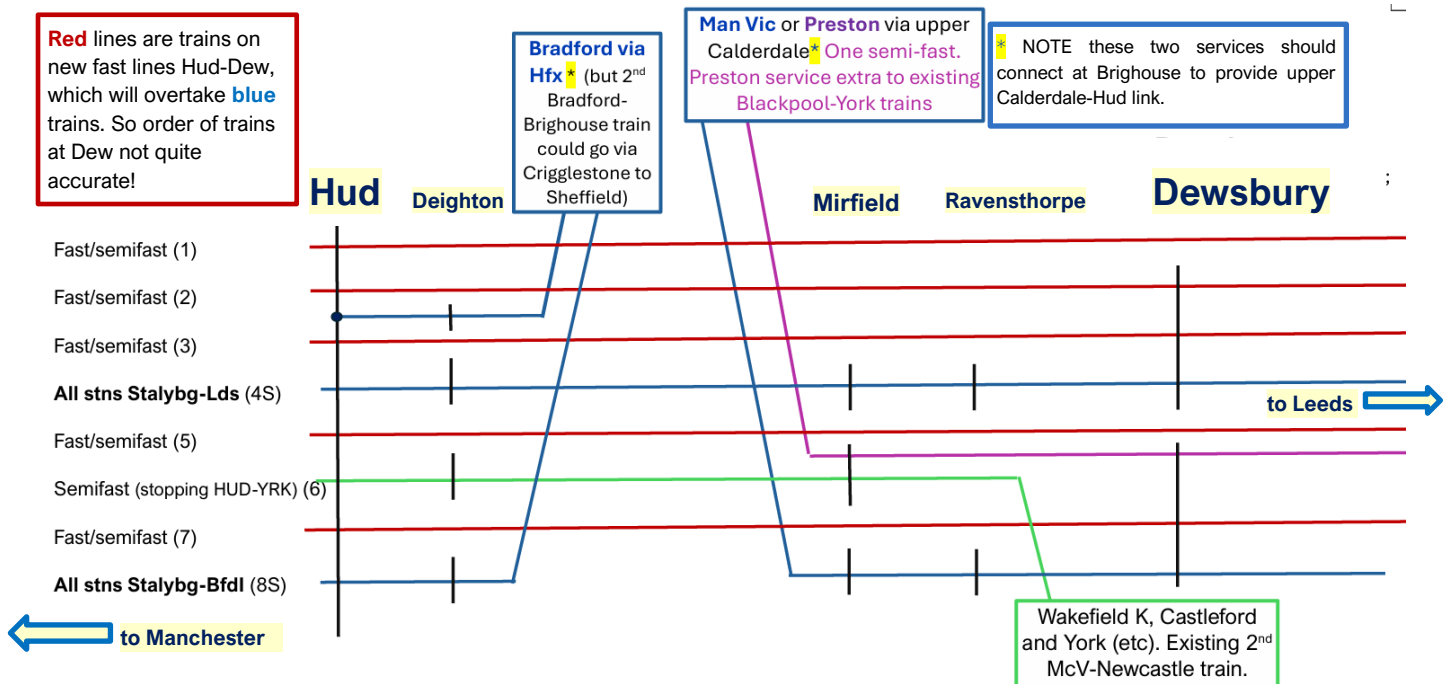 Red lines are trains on
new fast lines Hud-Dew,
which will overtake blue
trains. So order of trains
at Dew not quite
accurate!
Bradford via
Hfx * (but 2nd
Bradford-
Brighouse train
could go via
Crigglestone to
Sheffield)
Man Vic or Preston via upper
Calderdale* One semi-fast.
Preston service extra to existing
Blackpool-York trains
* NOTE these two services should
connect at Brighouse to provide upper
Calderdale-Hud link.
;
Hud
Deighton
Mirfield
Ravensthorpe
Dewsbury
Fast/semifast (1)
Fast/semifast (2)
Fast/semifast (3)
All stns Stalybg-Lds (4S)
to Leeds
Fast/semifast (5)
Semifast (stopping HUD-YRK) (6)
Fast/semifast (7)
All stns Stalybg-Bfdl (8S)
to Manchester
Wakefield K, Castleford
and York (etc). Existing 2nd
McV-Newcastle train.